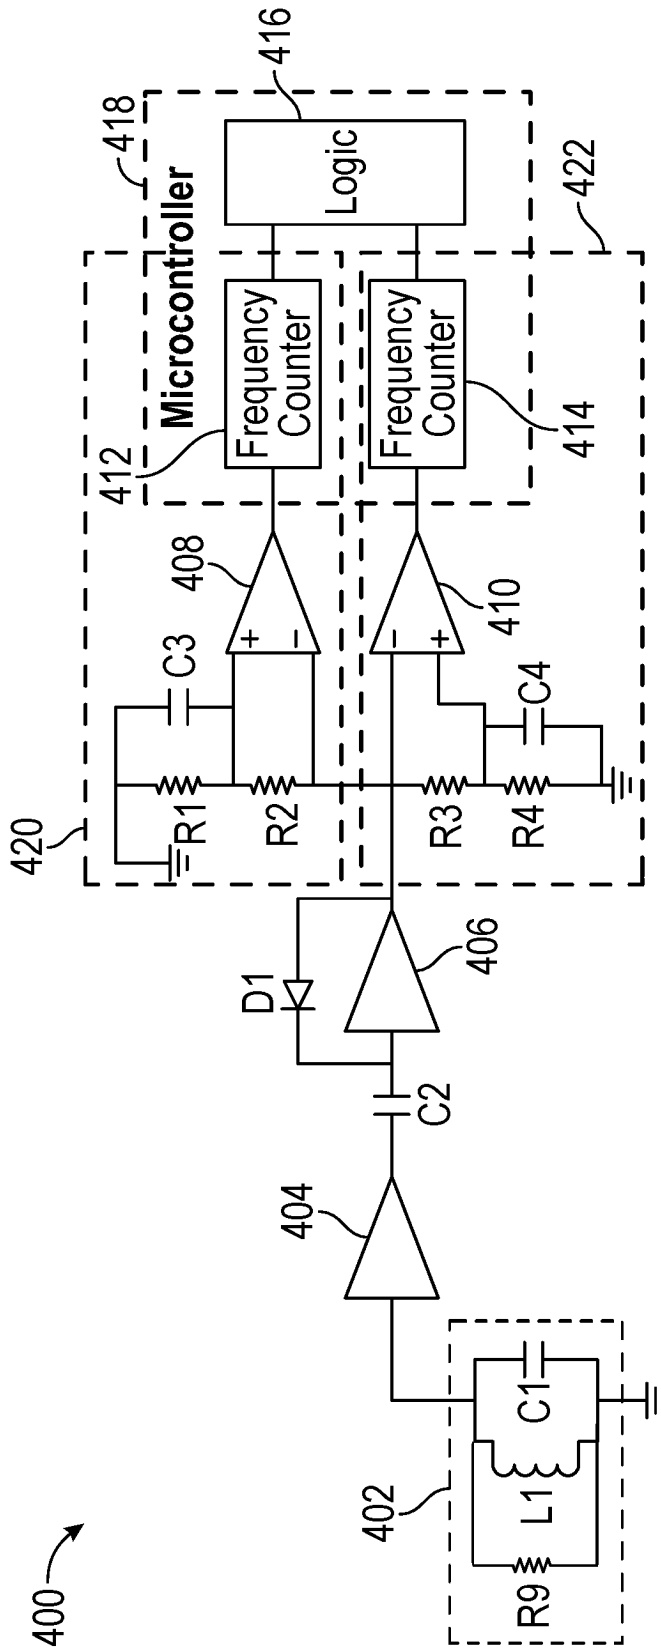 400
402
R9
L1
C1
404
C2
D1
406
420
R1
C3
R2
+
−
408
412
Frequency
Counter
Microcontroller
418
Logic
416
R3
R4
C4
−
+
410
Frequency
Counter
414
422